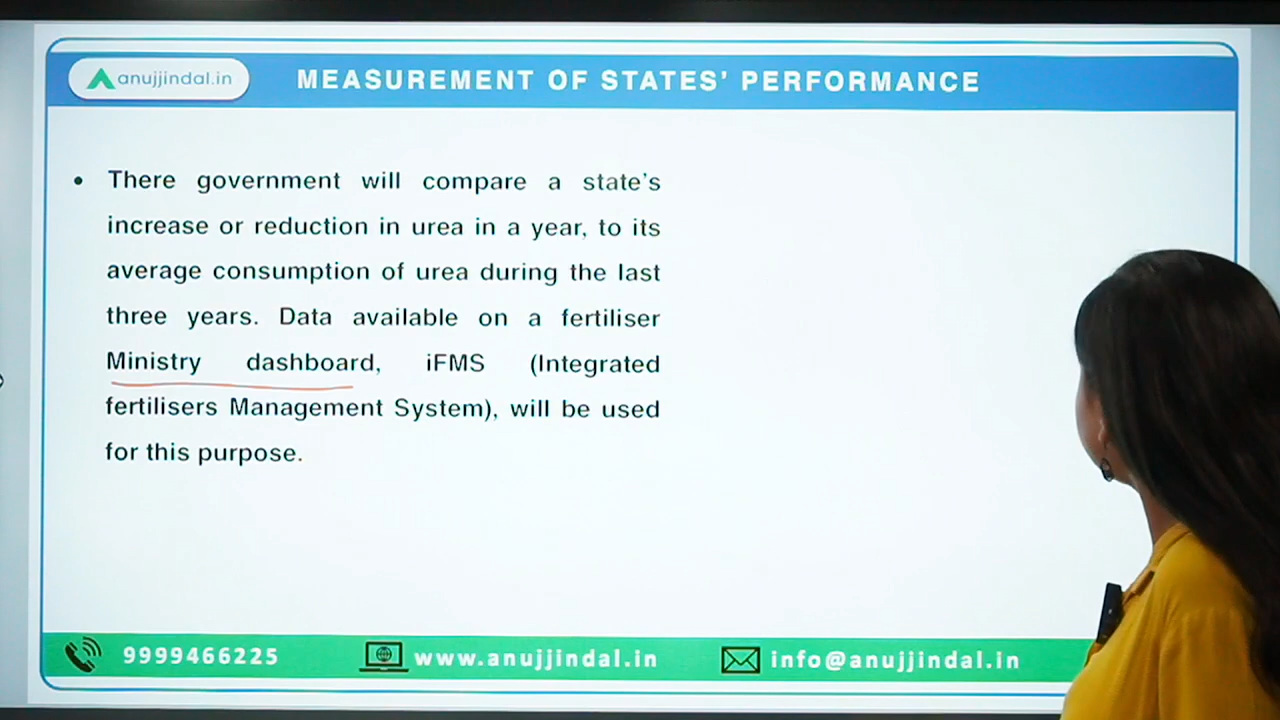 anujjindal.in
MEASUREMENT OF STATES' PERFORMANCE
• There government will compare a state's
increase or reduction in urea in a year, to its
average consumption of urea during the last
three years. Data available on a fertiliser
Ministry dashboard, iFMS (Integrated
fertilisers Management System), will be used
for this purpose.
9999466225
www.anujjindal.in
info@anujjindal.in